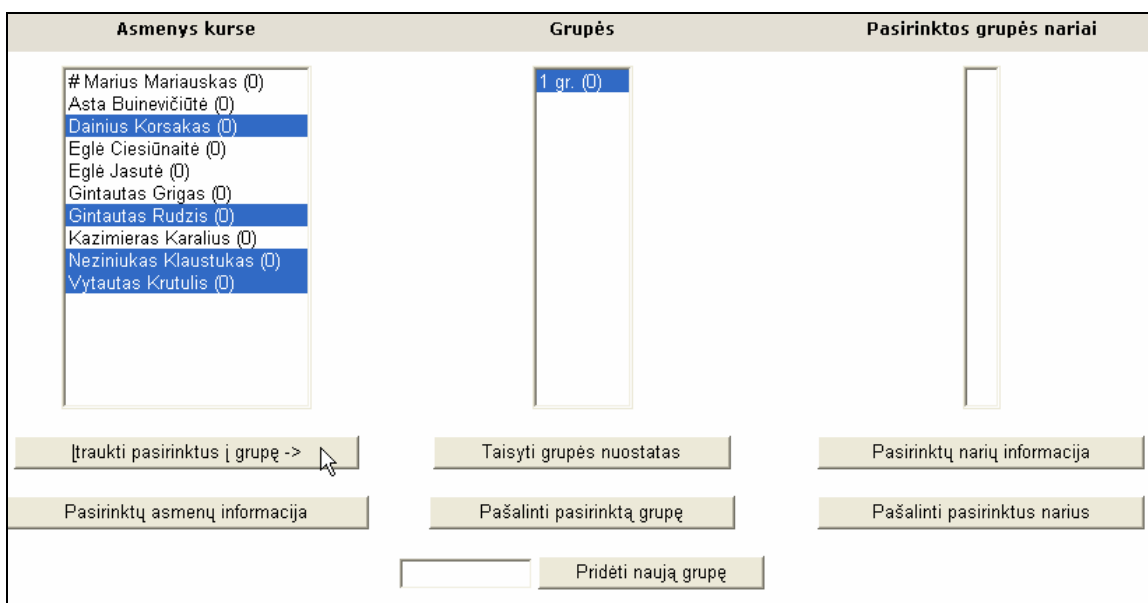 Asmenys kurse
Grupės
Pasirinktos grupės nariai
# Marius Mariauskas (0)
Asta Buinevičiūtė (0)
Dainius Korsakas (0)
Eglė Ciesiūnaitė (0)
Eglė Jasutė (0)
Gintautas Grigas (0)
Gintautas Rudzis (0)
Kazimieras Karalius (0)
Neziniukas Klaustukas (0)
Vytautas Krutulis (0)
1 gr. (0)
Įtraukti pasirinktus į grupę ->
Taisyti grupės nuostatas
Pasirinktų narių informacija
Pasirinktų asmenų informacija
Pašalinti pasirinktą grupę
Pašalinti pasirinktus narius
Pridėti naują grupę